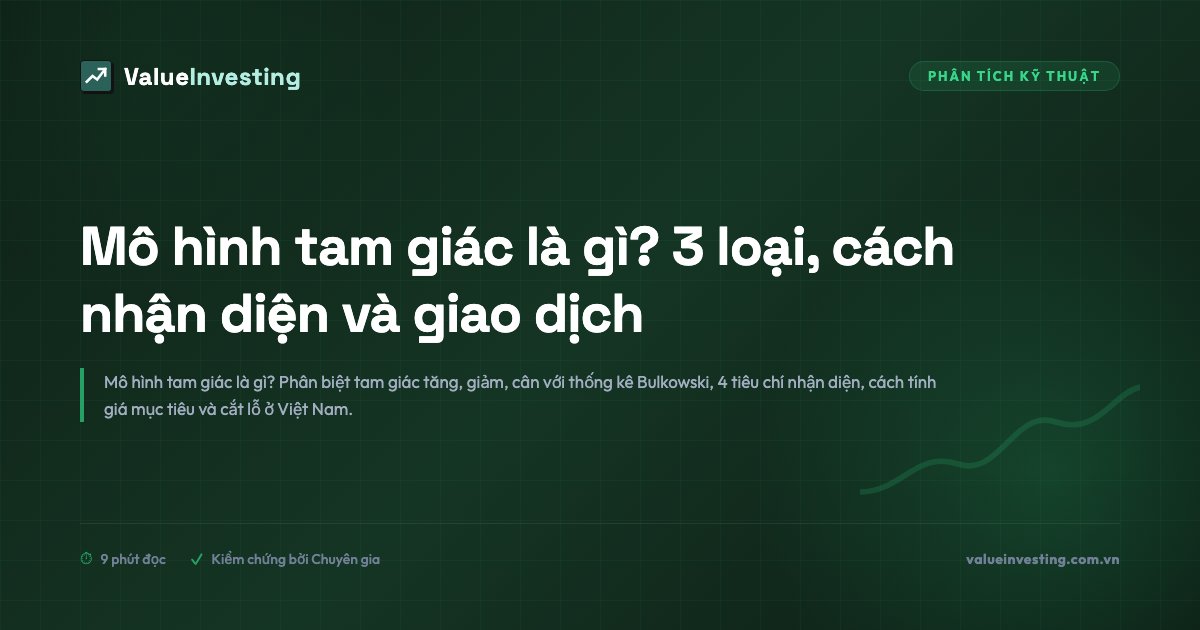 ValueInvesting
PHÂN TÍCH KỸ THUẬT
Mô hình tam giác là gì? 3 loại, cách
nhận diện và giao dịch
Mô hình tam giác là gì? Phân biệt tam giác tăng, giảm, cân với thống kê Bulkowski, 4 tiêu chí nhận diện, cách tính
giá mục tiêu và cắt lỗ ở Việt Nam.
9 phút đọc
Kiểm chứng bởi Chuyên gia
valueinvesting.com.vn